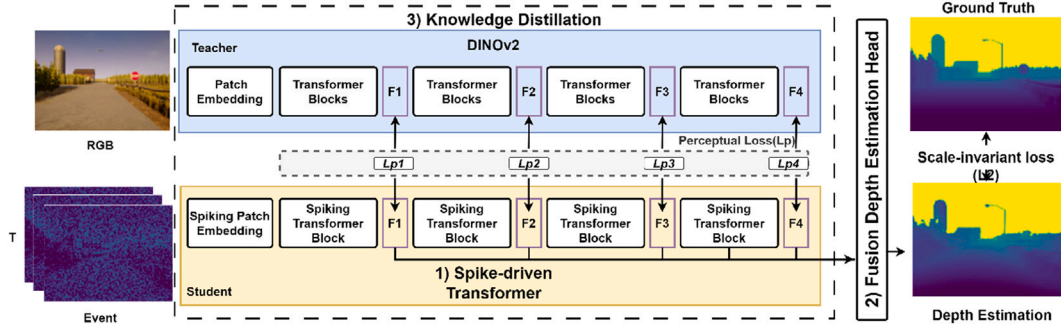 3) Knowledge Distillation
Ground Truth
Teacher
DINOv2
Patch
Embedding
Transformer
Blocks
F1
Transformer
Blocks
F2
Transformer
Blocks
F3
Transformer
Blocks
F4
RGB
Perceptual Loss(Lp)
Lp1
Lp2
Lp3
Lp4
Scale-invariant loss
(L2)
T
Spiking Patch
Embedding
Spiking
Transformer
Block
F1
Spiking
Transformer
Block
F2
Spiking
Transformer
Block
F3
Spiking
Transformer
Block
F4
1) Spike-driven
Transformer
Student
Event
2) Fusion Depth Estimation Head
Depth Estimation